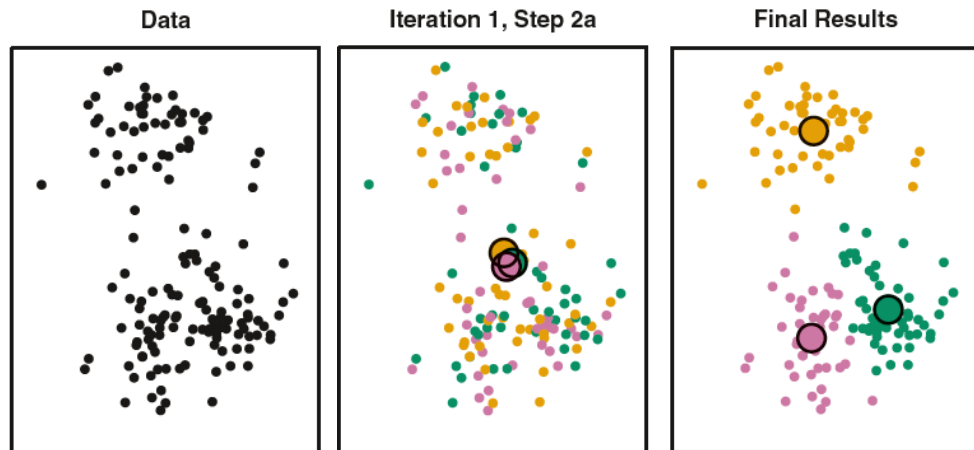 Data
Iteration 1, Step 2a
Final Results